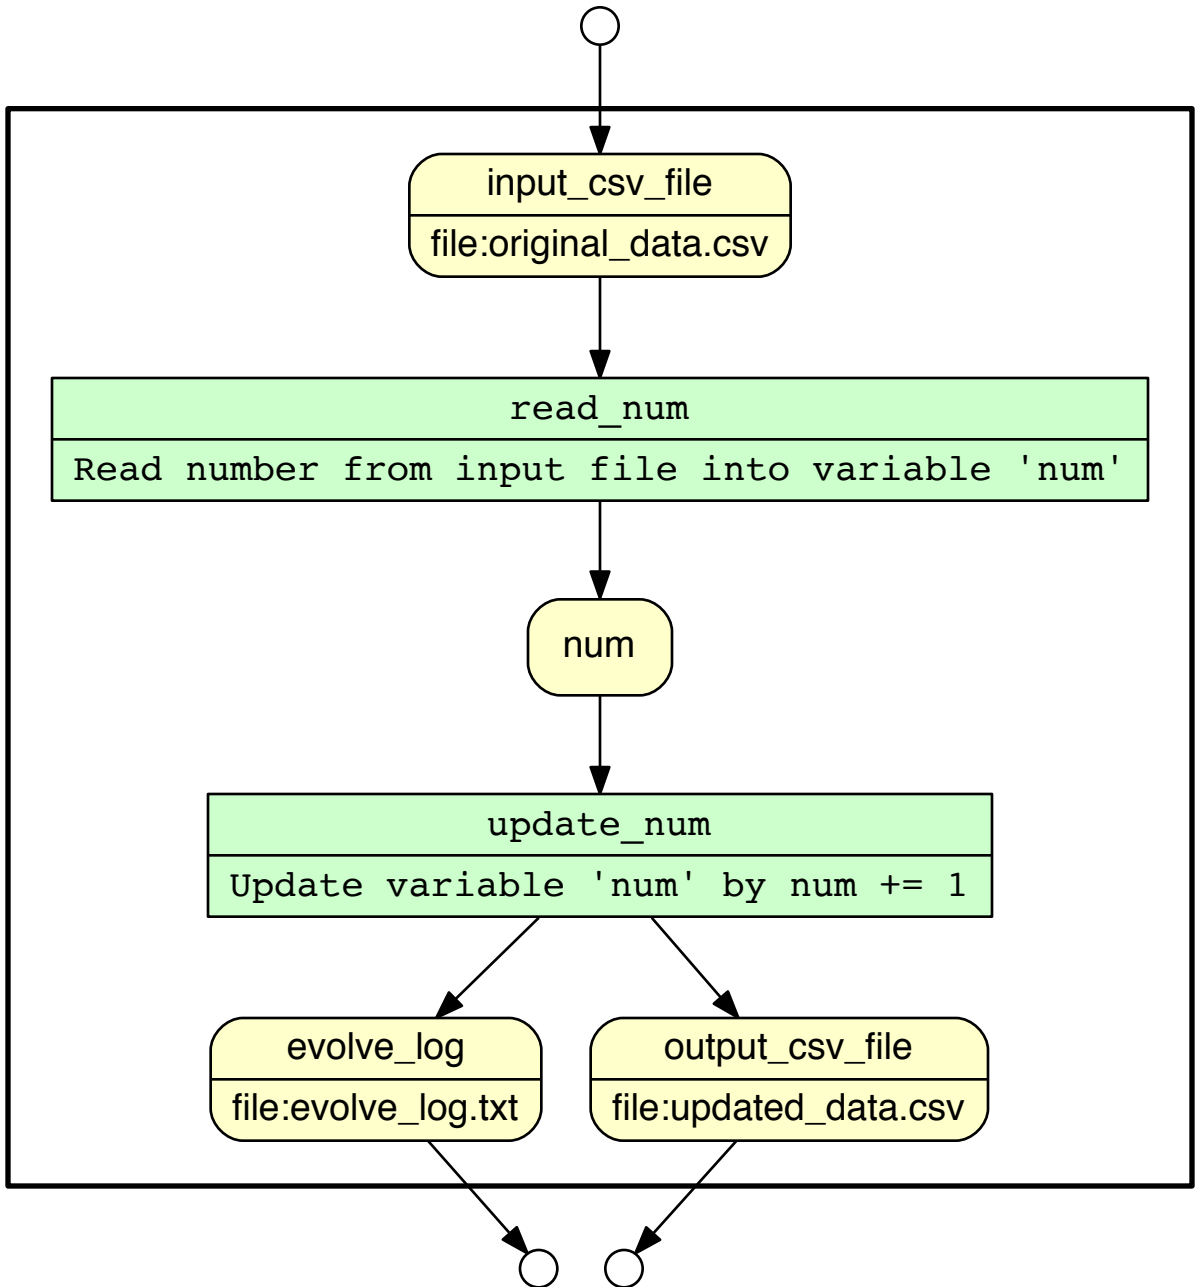 input_csv_file
file:original_data.csv
read_num
Read number from input file into variable 'num'
num
update_num
Update variable 'num' by num += 1
evolve_log
file:evolve_log.txt
output_csv_file
file:updated_data.csv